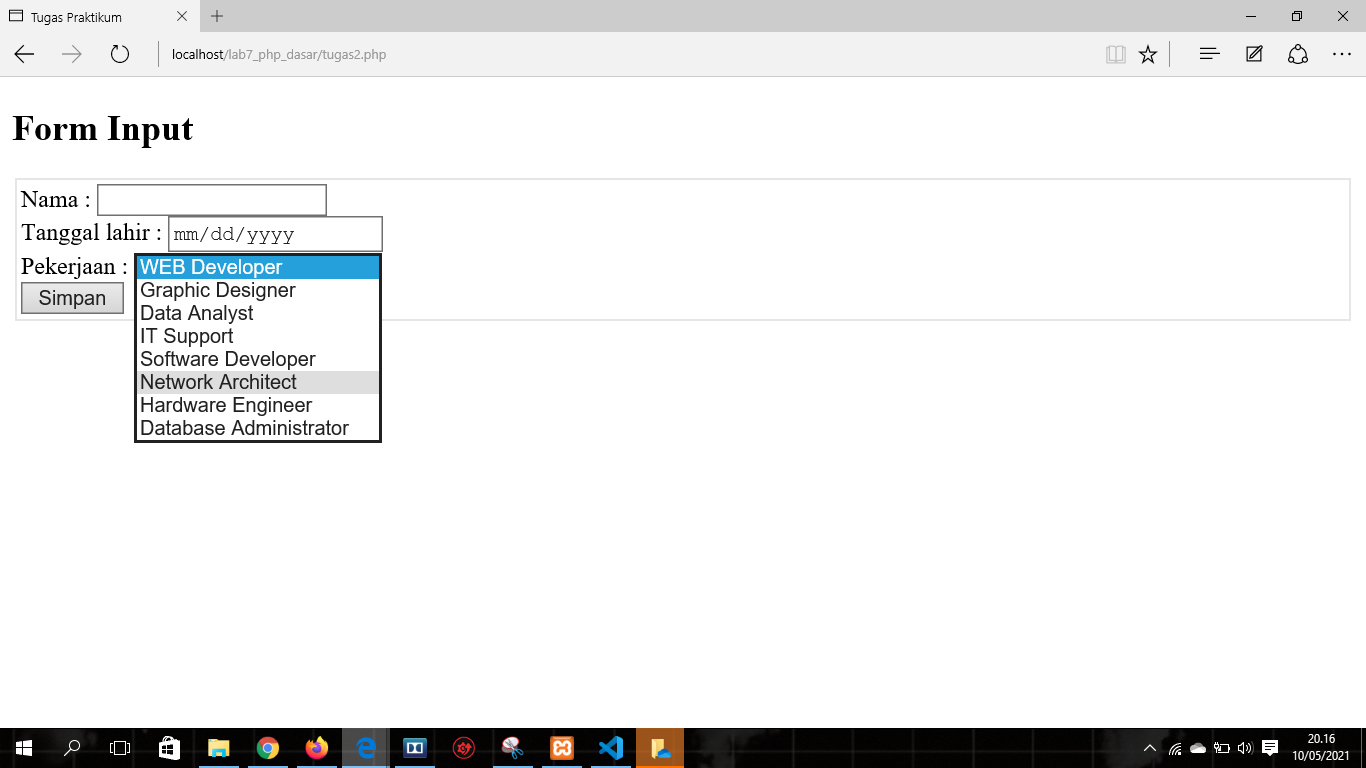 Tugas Praktikum
localhost/lab7_php_dasar/tugas2.php
Form Input
Nama :
Tanggal lahir : mm/dd/yyyy
Pekerjaan : WEB Developer
Graphic Designer
Data Analyst
IT Support
Software Developer
Network Architect
Hardware Engineer
Database Administrator
Simpan
20.16
10/05/2021